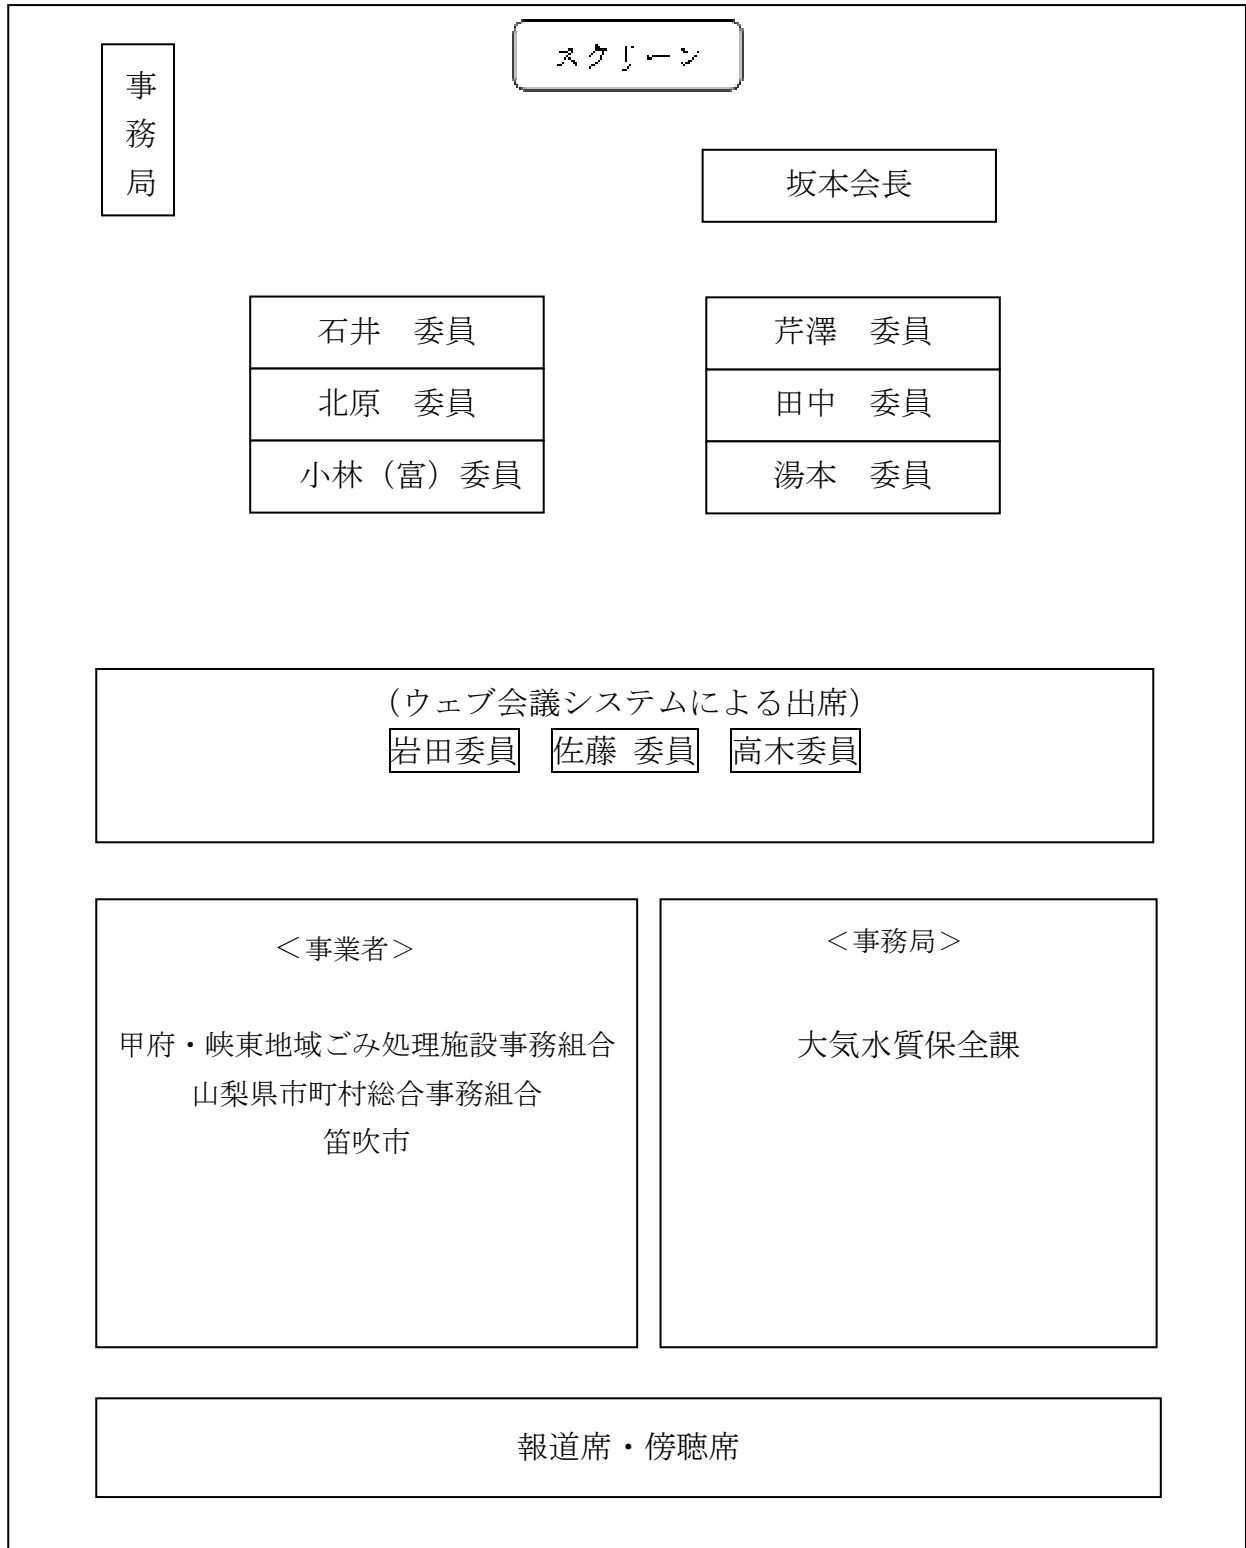 スクリーン
事務局
坂本会長
石井　委員
北原　委員
小林（富）委員
芹澤　委員
田中　委員
湯本　委員
（ウェブ会議システムによる出席）
岩田委員　佐藤 委員　高木委員
＜事業者＞
甲府・峡東地域ごみ処理施設事務組合
山梨県市町村総合事務組合
笛吹市
＜事務局＞
大気水質保全課
報道席・傍聴席